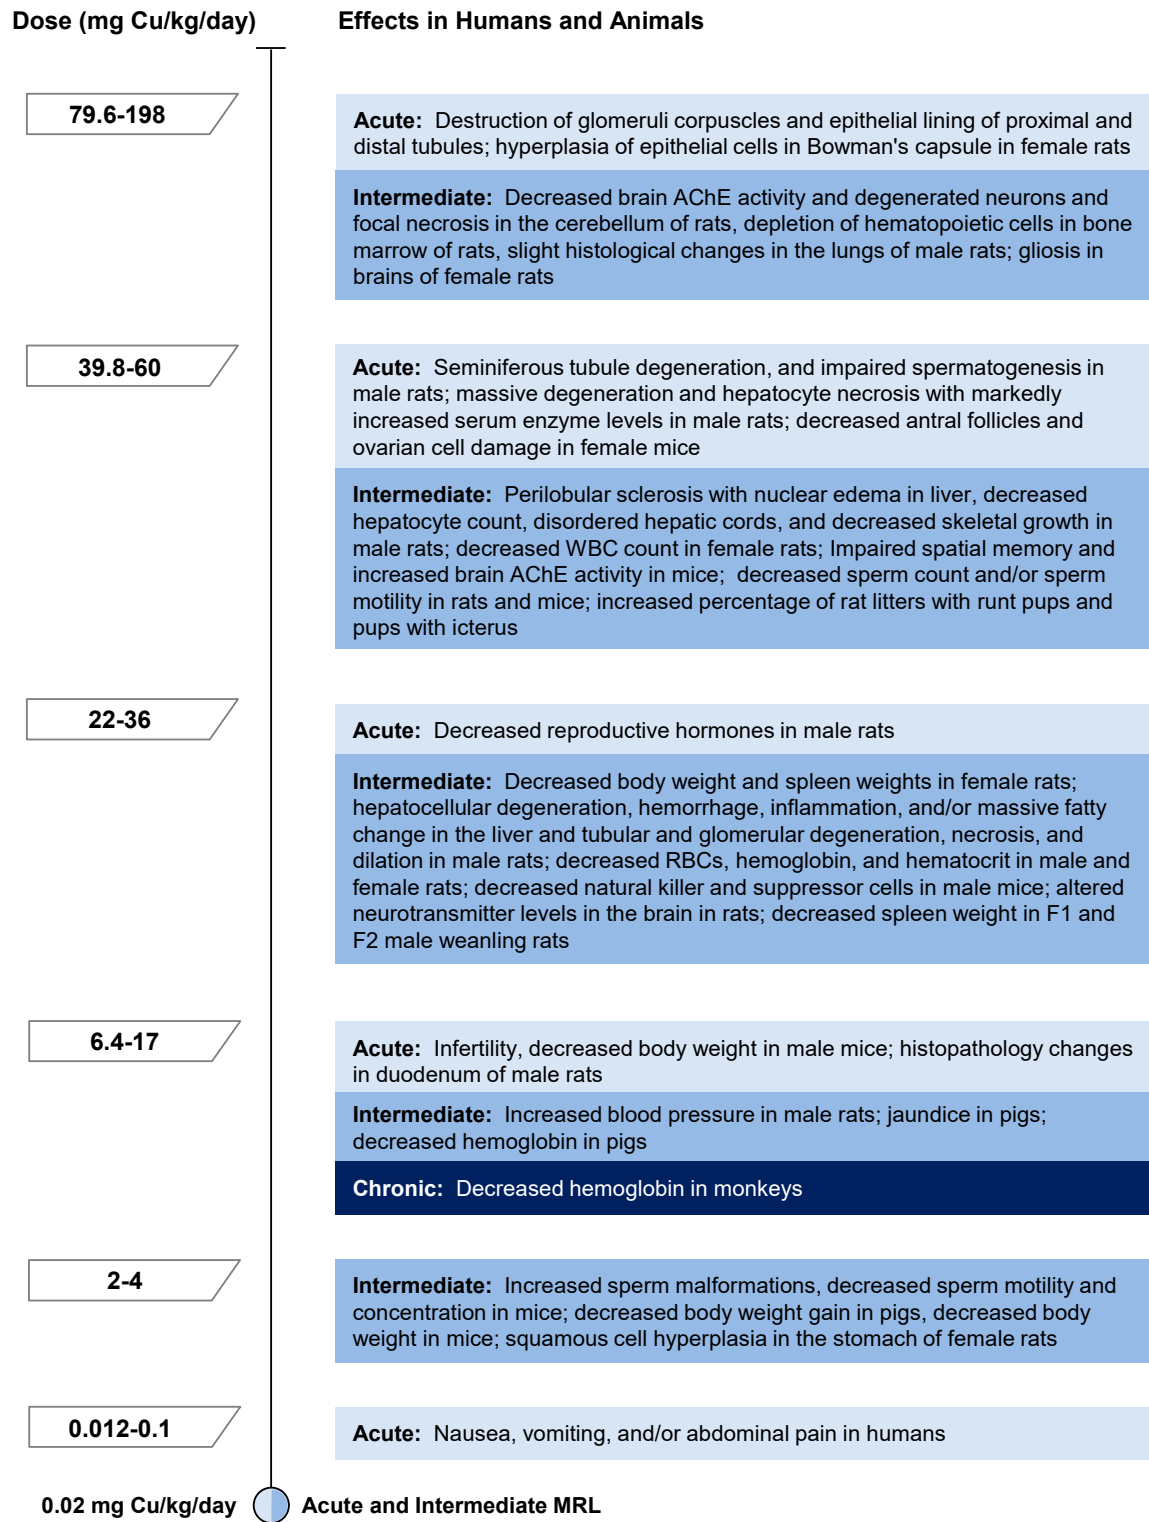 Dose (mg Cu/kg/day) Effects in Humans and Animals
79.6-198
Acute: Destruction of glomeruli corpuscles and epithelial lining of proximal and
distal tubules; hyperplasia of epithelial cells in Bowman's capsule in female rats
Intermediate: Decreased brain AChE activity and degenerated neurons and
focal necrosis in the cerebellum of rats, depletion of hematopoietic cells in bone
marrow of rats, slight histological changes in the lungs of male rats; gliosis in
brains of female rats
39.8-60
Acute: Seminiferous tubule degeneration, and impaired spermatogenesis in
male rats; massive degeneration and hepatocyte necrosis with markedly
increased serum enzyme levels in male rats; decreased antral follicles and
ovarian cell damage in female mice
Intermediate: Perilobular sclerosis with nuclear edema in liver, decreased
hepatocyte count, disordered hepatic cords, and decreased skeletal growth in
male rats; decreased WBC count in female rats; Impaired spatial memory and
increased brain AChE activity in mice; decreased sperm count and/or sperm
motility in rats and mice; increased percentage of rat litters with runt pups and
pups with icterus
22-36
Acute: Decreased reproductive hormones in male rats
Intermediate: Decreased body weight and spleen weights in female rats;
hepatocellular degeneration, hemorrhage, inflammation, and/or massive fatty
change in the liver and tubular and glomerular degeneration, necrosis, and
dilation in male rats; decreased RBCs, hemoglobin, and hematocrit in male and
female rats; decreased natural killer and suppressor cells in male mice; altered
neurotransmitter levels in the brain in rats; decreased spleen weight in F1 and
F2 male weanling rats
6.4-17
Acute: Infertility, decreased body weight in male mice; histopathology changes
in duodenum of male rats
Intermediate: Increased blood pressure in male rats; jaundice in pigs;
decreased hemoglobin in pigs
Chronic: Decreased hemoglobin in monkeys
2-4
Intermediate: Increased sperm malformations, decreased sperm motility and
concentration in mice; decreased body weight gain in pigs, decreased body
weight in mice; squamous cell hyperplasia in the stomach of female rats
0.012-0.1
Acute: Nausea, vomiting, and/or abdominal pain in humans
0.02 mg Cu/kg/day Acute and Intermediate MRL